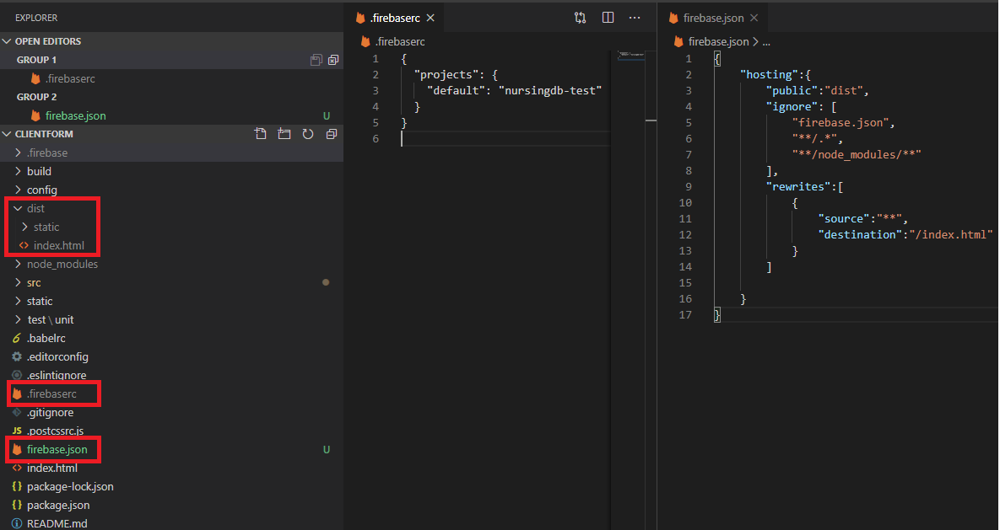 EXPLORER
OPEN EDITORS
GROUP 1
.firebaserc
GROUP 2
firebase.json U
CLIENTFORM
.firebase
build
config
dist
static
index.html
node_modules
src
static
test \ unit
.babelrc
.editorconfig
.eslintignore
.firebaserc
.gitignore
.postcssrc.js
firebase.json U
index.html
package-lock.json
package.json
README.md
.firebaserc
.firebaserc
1 {
2 "projects": {
3 "default": "nursingdb-test"
4 }
5 }
6
firebase.json
firebase.json > ...
1 {
2 "hosting":{
3 "public":"dist",
4 "ignore": [
5 "firebase.json",
6 "**/.*",
7 "**/node_modules/**"
8 ],
9 "rewrites":[
10 {
11 "source":"**",
12 "destination":"/index.html"
13 }
14 ]
15
16 }
17 }